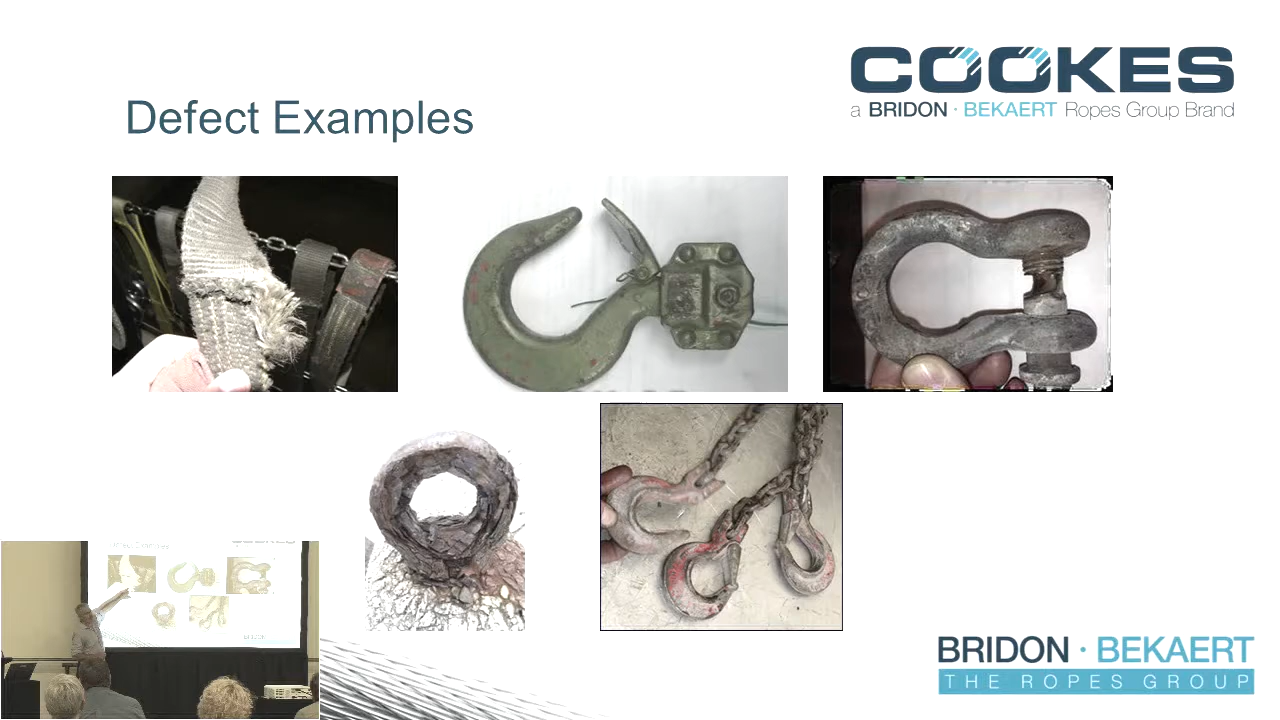 Defect Examples
COOKES
a BRIDON · BEKAERT Ropes Group Brand
BRIDON · BEKAERT
THE ROPES GROUP